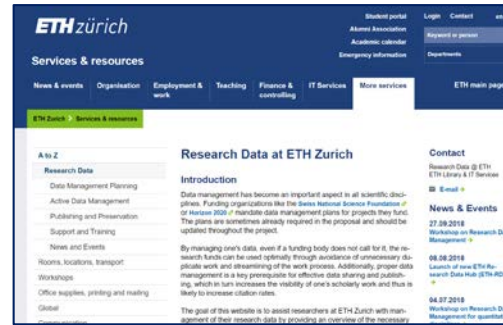 ETH zürich
Student portal
Alumni Association
Academic calendar
Emergency information
Login Contact en
Keyword or person
Departments
Services & resources
News & events Organisation Employment & work Teaching Finance & controlling IT Services More services ETH main page
ETH Zurich Services & resources
A to Z
Research Data
Data Management Planning
Active Data Management
Publishing and Preservation
Support and Training
News and Events
Rooms, locations, transport
Workshops
Office supplies, printing and mailing
Global
Research Data at ETH Zurich
Introduction
Data management has become an important aspect in all scientific disci-
plines. Funding organizations like the Swiss National Science Foundation
or Horizon 2020 mandate data management plans for projects they fund.
The plans are sometimes already required in the proposal and should be
updated throughout the project.
By managing one's data, even if a funding body does not call for it, the re-
search funds can be used optimally through avoidance of unnecessary du-
plicate work and streamlining of the work process. Additionally, proper data
management is a key prerequisite for effective data sharing and publish-
ing, which in turn increases the visibility of one's scholarly work and thus is
likely to increase citation rates.
The goal of this website is to assist researchers at ETH Zurich with man-
agement of their research data by providing an overview of the necessary
Contact
Research Data @ ETH
ETH Library & IT Services
E-mail
News & Events
27.09.2018
Workshop on Research Da
Management
08.08.2018
Launch of new ETH Re-
search Data Hub (ETH-RD
04.07.2018
Workshop on Research Da
Management for quantitat